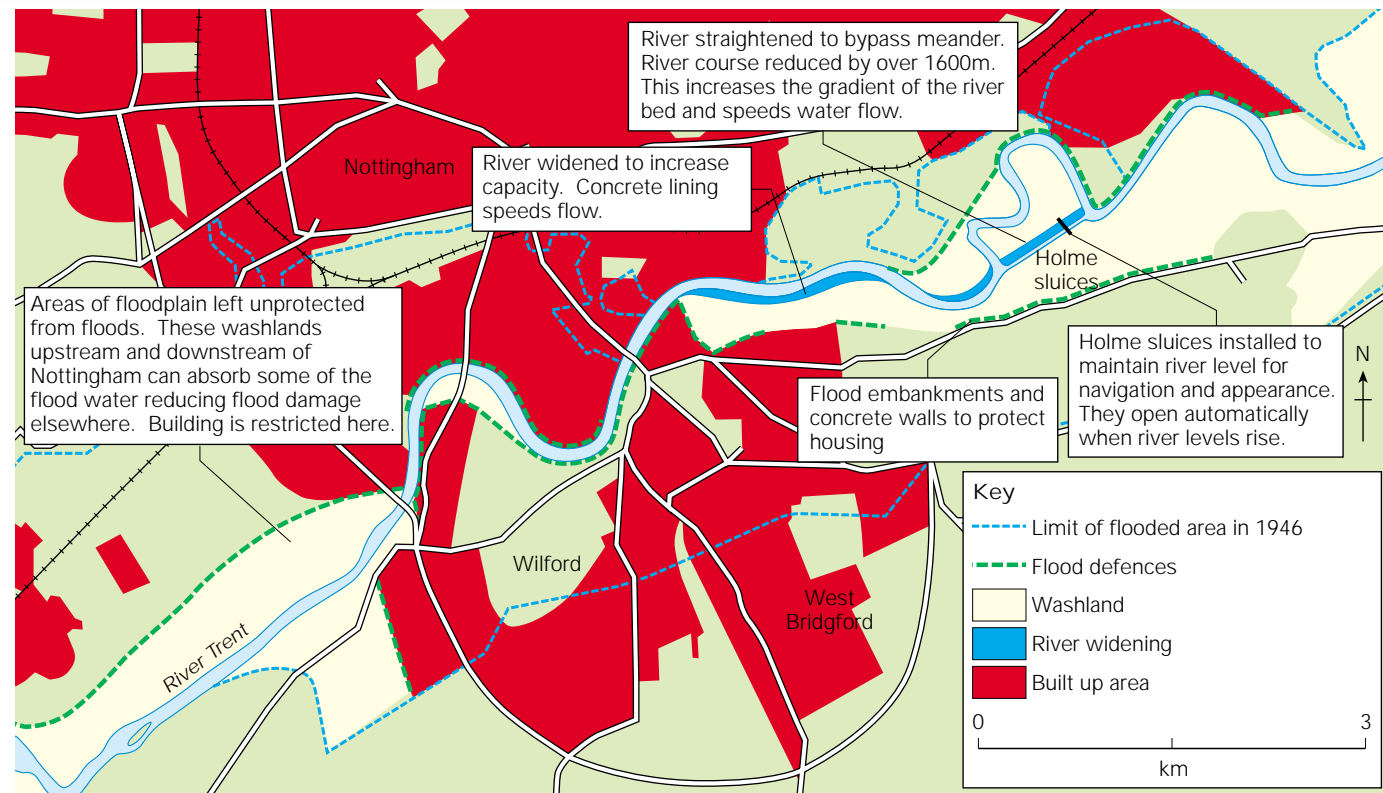 River straightened to bypass meander.
River course reduced by over 1600m.
This increases the gradient of the river
bed and speeds water flow.
Nottingham
River widened to increase
capacity. Concrete lining
speeds flow.
Holme
sluices
Areas of floodplain left unprotected
from floods. These washlands
upstream and downstream of
Nottingham can absorb some of the
flood water reducing flood damage
elsewhere. Building is restricted here.
Holme sluices installed to
maintain river level for
navigation and appearance.
They open automatically
when river levels rise.
N
Flood embankments and
concrete walls to protect
housing
Wilford
West
Bridgford
River Trent
Key
Limit of flooded area in 1946
Flood defences
Washland
River widening
Built up area
0 3
km